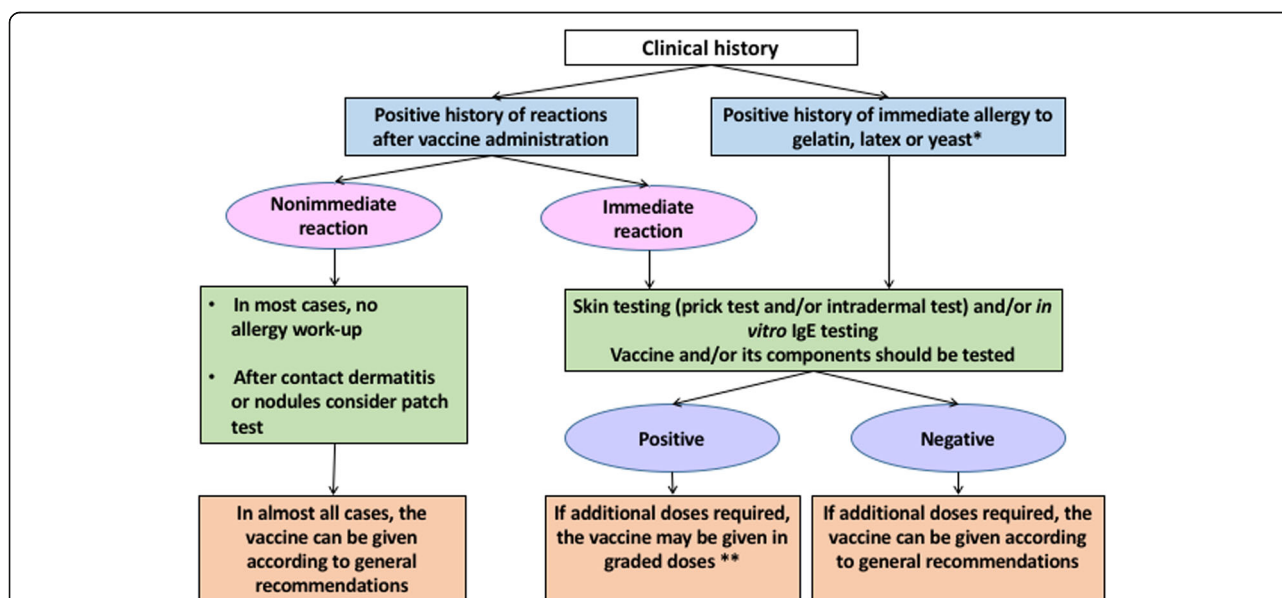 Clinical history
Positive history of reactions
after vaccine administration
Positive history of immediate allergy to
gelatin, latex or yeast*
Nonimmediate
reaction
Immediate
reaction
• In most cases, no
allergy work-up
• After contact dermatitis
or nodules consider patch
test
Skin testing (prick test and/or intradermal test) and/or in
vitro IgE testing
Vaccine and/or its components should be tested
Positive
Negative
In almost all cases, the
vaccine can be given
according to general
recommendations
If additional doses required,
the vaccine may be given in
graded doses **
If additional doses required, the
vaccine can be given according
to general recommendations